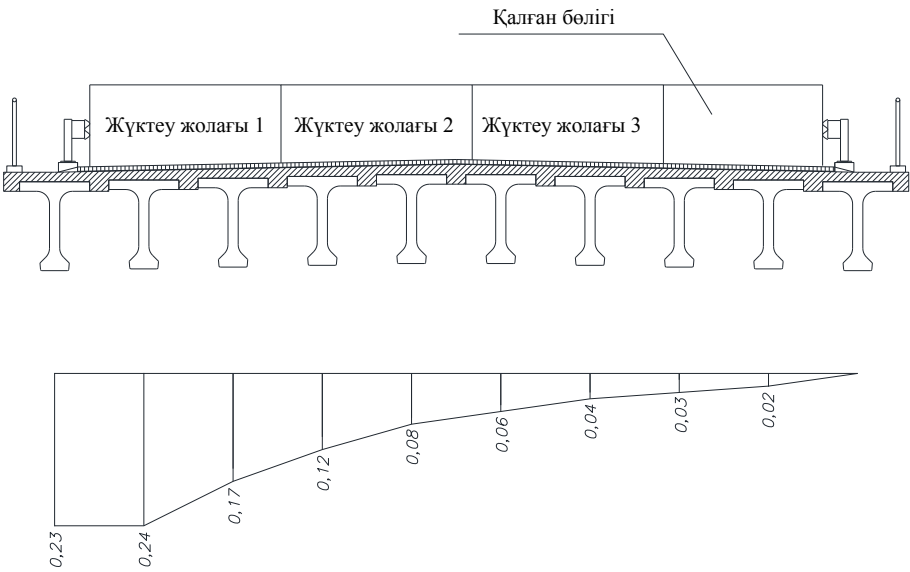 Қалған бөлігі
Жүктеу жолағы 1
Жүктеу жолағы 2
Жүктеу жолағы 3
0,23
0,24
0,17
0,12
0,08
0,06
0,04
0,03
0,02